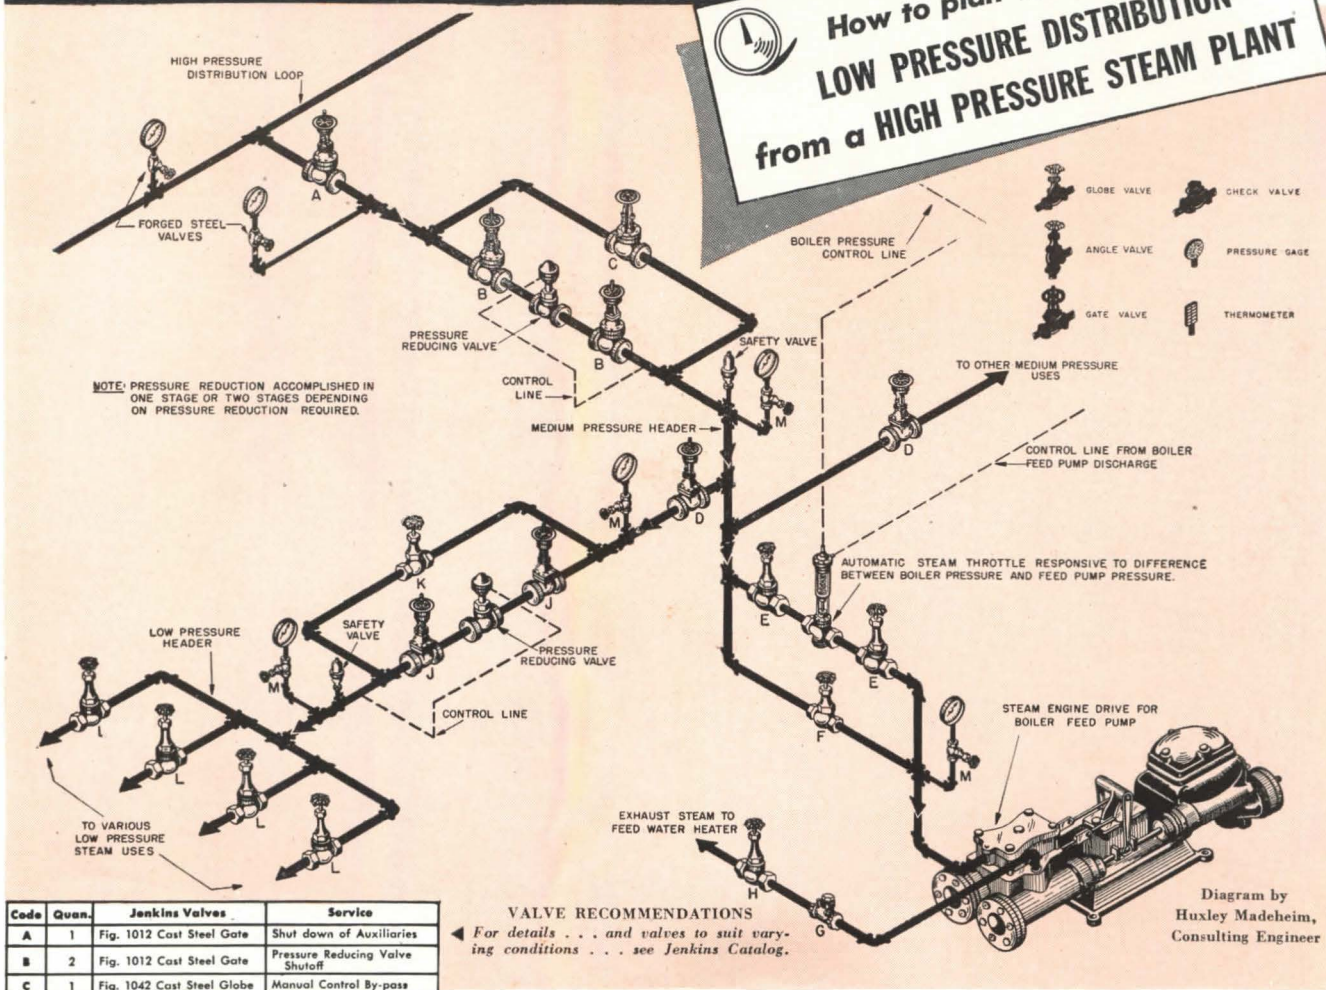 How to plan
LOW PRESSURE DISTRIBUTION
from a HIGH PRESSURE STEAM PLANT
HIGH PRESSURE
DISTRIBUTION LOOP
A
FORGED STEEL
VALVES
B
C
PRESSURE
REDUCING VALVE
B
BOILER PRESSURE
CONTROL LINE
GLOBE VALVE
CHECK VALVE
ANGLE VALVE
PRESSURE GAGE
GATE VALVE
THERMOMETER
NOTE: PRESSURE REDUCTION ACCOMPLISHED IN
ONE STAGE OR TWO STAGES DEPENDING
ON PRESSURE REDUCTION REQUIRED.
CONTROL
LINE
SAFETY VALVE
M
MEDIUM PRESSURE HEADER
TO OTHER MEDIUM PRESSURE
USES
D
CONTROL LINE FROM BOILER
FEED PUMP DISCHARGE
D
M
K
J
AUTOMATIC STEAM THROTTLE RESPONSIVE TO DIFFERENCE
BETWEEN BOILER PRESSURE AND FEED PUMP PRESSURE.
E
E
LOW PRESSURE
HEADER
SAFETY
VALVE
PRESSURE
REDUCING VALVE
J
M
CONTROL LINE
L
L
L
L
F
M
STEAM ENGINE DRIVE FOR
BOILER FEED PUMP
TO VARIOUS
LOW PRESSURE
STEAM USES
EXHAUST STEAM TO
FEED WATER HEATER
H
G
Diagram by
Huxley Madeheim,
Consulting Engineer
VALVE RECOMMENDATIONS
For details . . . and valves to suit vary-
ing conditions . . . see Jenkins Catalog.
Code Quan. Jenkins Valves Service
A 1 Fig. 1012 Cast Steel Gate Shut down of Auxiliaries
B 2 Fig. 1012 Cast Steel Gate Pressure Reducing Valve
Shutoff
C 1 Fig. 1042 Cast Steel Globe Manual Control By-pass